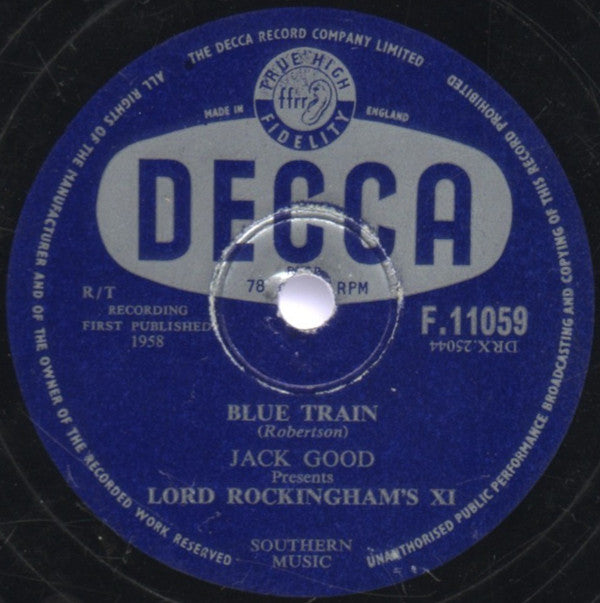 ALL RIGHTS OF THE MANUFACTURER AND OF THE OWNER OF THE RECORDED WORK RESERVED
THE DECCA RECORD COMPANY LIMITED
UNAUTHORISED PUBLIC PERFORMANCE BROADCASTING AND COPYING OF THIS RECORD PROHIBITED
TRUE HIGH
ffrr
FIDELITY
MADE IN ENGLAND
DECCA
78 RPM
R/T
RECORDING
FIRST PUBLISHED
1958
F.11059
DRX.25044
BLUE TRAIN
(Robertson)
JACK GOOD
Presents
LORD ROCKINGHAM'S XI
SOUTHERN
MUSIC